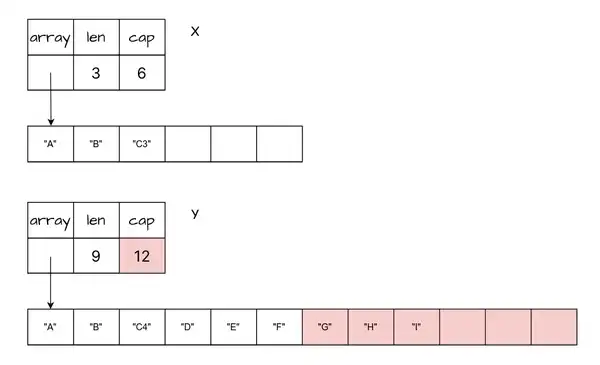 array len cap X
3 6
"A" "B" "C3"
array len cap y
9 12
"A" "B" "C4" "D" "E" "F" "G" "H" "I"